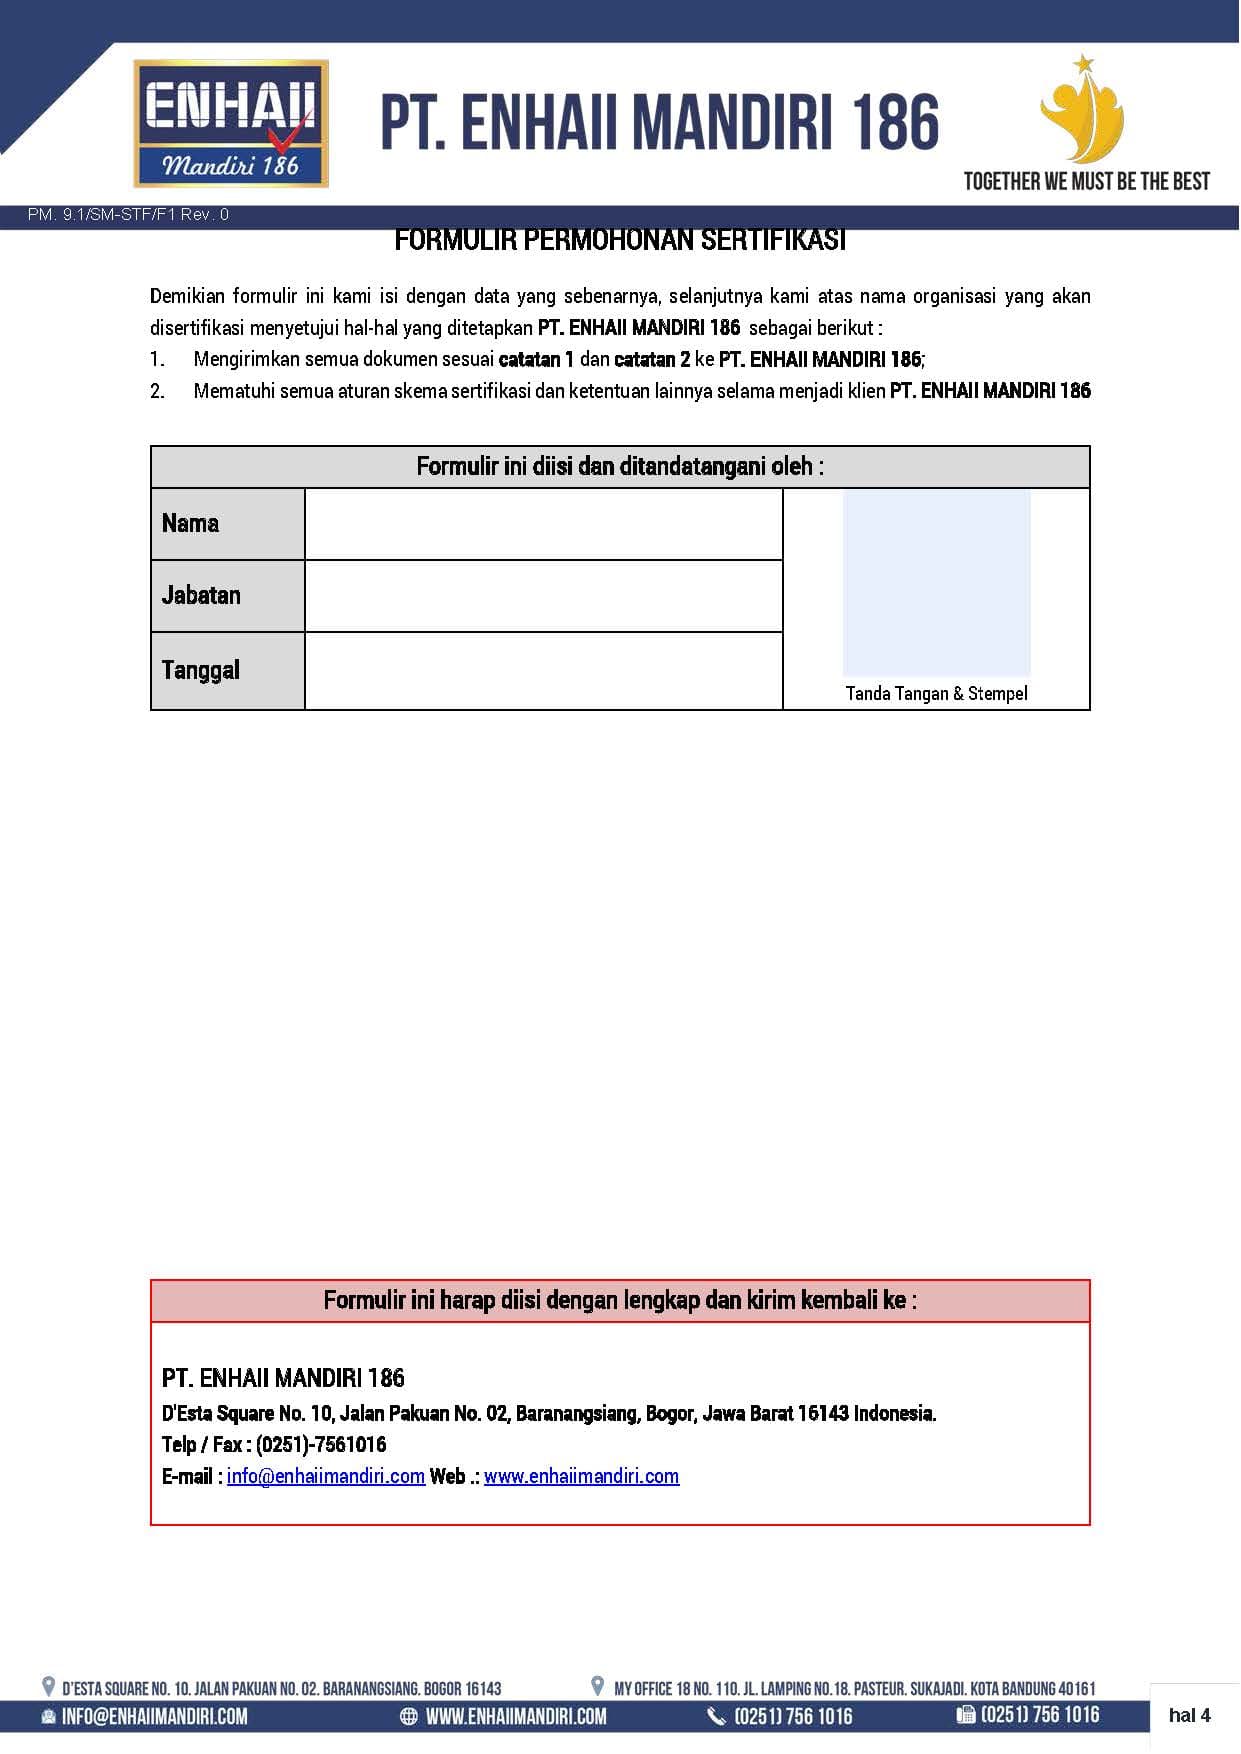 ENHAII
Mandiri 186
PT. ENHAII MANDIRI 186
TOGETHER WE MUST BE THE BEST
PM. 9.1/SM-STF/F1 Rev. 0
FORMULIR PERMOHONAN SERTIFIKASI
Demikian formulir ini kami isi dengan data yang sebenarnya, selanjutnya kami atas nama organisasi yang akan
disertifikasi menyetujui hal-hal yang ditetapkan PT. ENHAII MANDIRI 186 sebagai berikut :
1. Mengirimkan semua dokumen sesuai catatan 1 dan catatan 2 ke PT. ENHAII MANDIRI 186;
2. Mematuhi semua aturan skema sertifikasi dan ketentuan lainnya selama menjadi klien PT. ENHAII MANDIRI 186
Formulir ini diisi dan ditandatangani oleh :
Nama
Jabatan
Tanggal
Tanda Tangan & Stempel
Formulir ini harap diisi dengan lengkap dan kirim kembali ke :
PT. ENHAII MANDIRI 186
D'Esta Square No. 10, Jalan Pakuan No. 02, Baranangsiang, Bogor, Jawa Barat 16143 Indonesia.
Telp / Fax : (0251)-7561016
E-mail : info@enhaiimandiri.com Web .: www.enhaiimandiri.com
D'ESTA SQUARE NO. 10. JALAN PAKUAN NO. 02. BARANANGSIANG. BOGOR 16143
MY OFFICE 18 NO. 110. JL. LAMPING NO.18. PASTEUR. SUKAJADI. KOTA BANDUNG 40161
INFO@ENHAIIMANDIRI.COM
WWW.ENHAIIMANDIRI.COM
(0251) 756 1016
(0251) 756 1016
hal 4